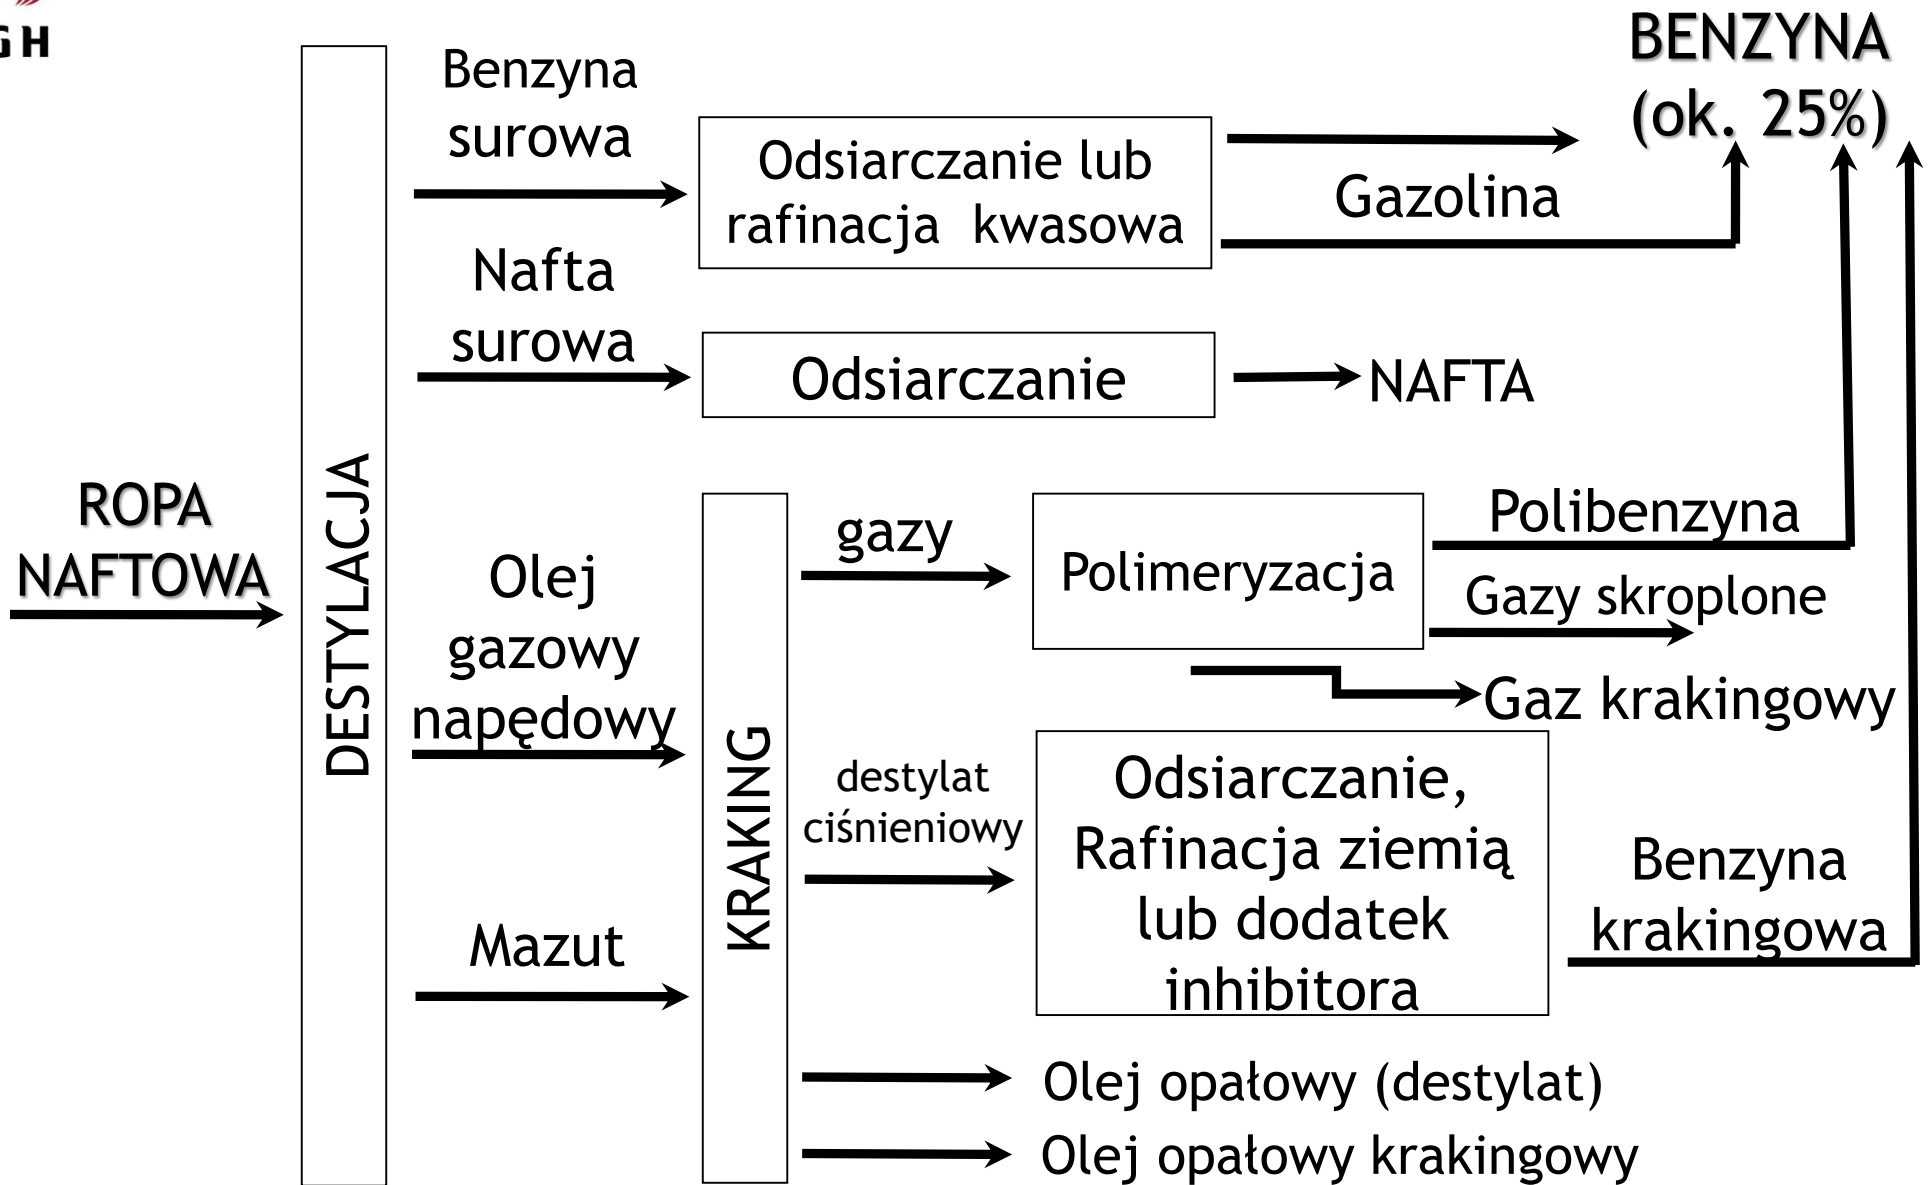 GH
BENZYNA
(ok. 25%)
Benzyna
surowa
Odsiarczanie lub
rafinacja kwasowa
Gazolina
Nafta
surowa
Odsiarczanie
NAFTA
ROPA
NAFTOWA
DESTYLACJA
Olej
gazowy
napędowy
Mazut
KRAKING
gazy
Polimeryzacja
Polibenzyna
Gazy skroplone
Gaz krakingowy
destylat
ciśnieniowy
Odsiarczanie,
Rafinacja ziemią
lub dodatek
inhibitora
Benzyna
krakingowa
Olej opałowy (destylat)
Olej opałowy krakingowy